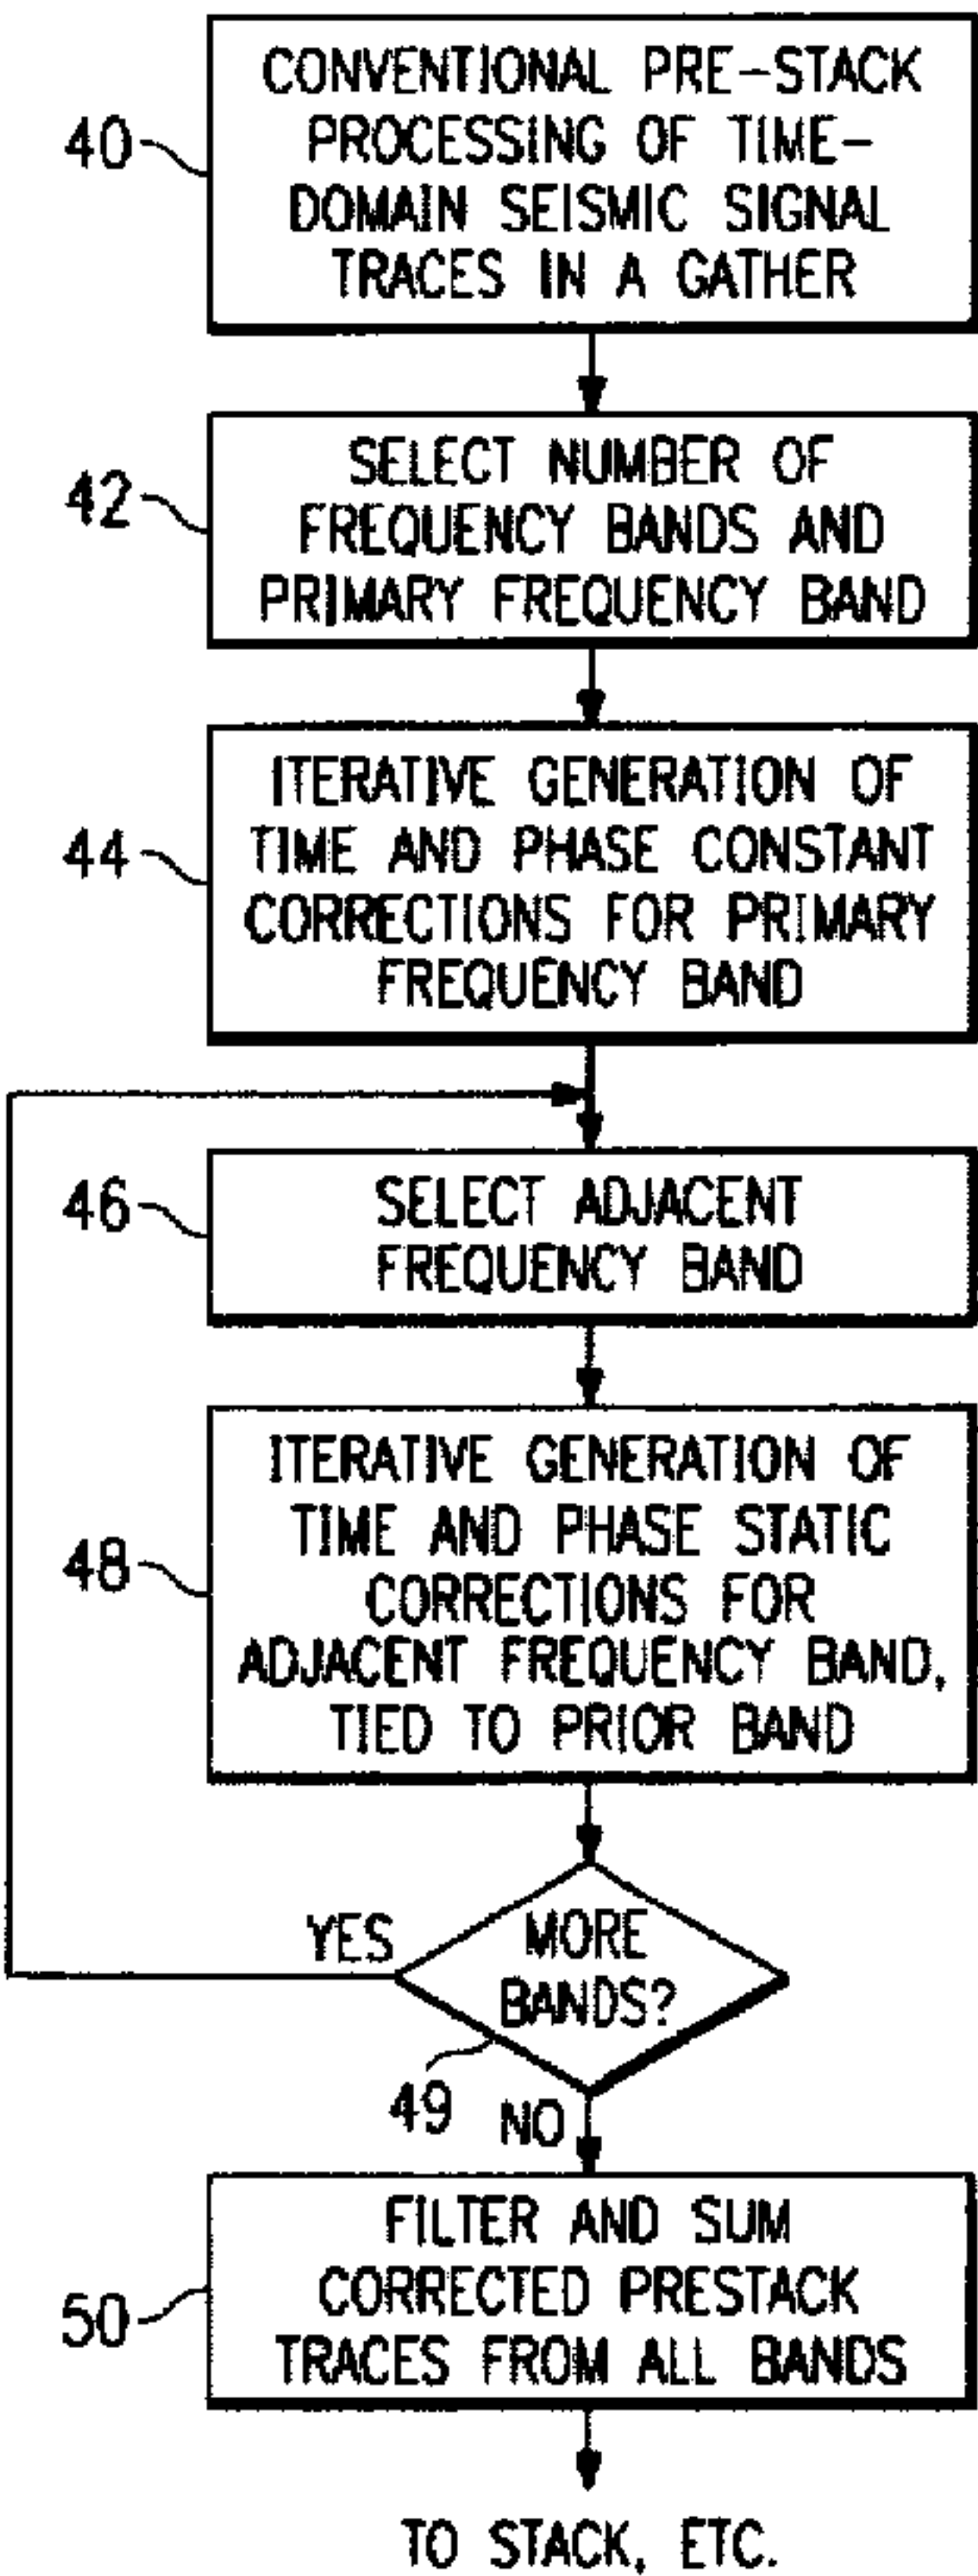 CONVENTIONAL PRE-STACK
40
PROCESSING OF TIME-
DOMAIN SEISMIC SIGNAL
TRACES IN A GATHER
SELECT NUMBER OF
42
FREQUENCY BANDS AND
PRIMARY FREQUENCY BAND
ITERATIVE GENERATION OF
44
TIME AND PHASE CONSTANT
CORRECTIONS FOR PRIMARY
FREQUENCY BAND
46
SELECT ADJACENT
FREQUENCY BAND
ITERATIVE GENERATION OF
TIME AND PHASE STATIC
48
CORRECTIONS FOR
ADJACENT FREQUENCY BAND,
TIED TO PRIOR BAND
YES
MORE
BANDS?
49
NO
FILTER AND SUM
50
CORRECTED PRESTACK
TRACES FROM ALL BANDS
TO STACK, ETC.